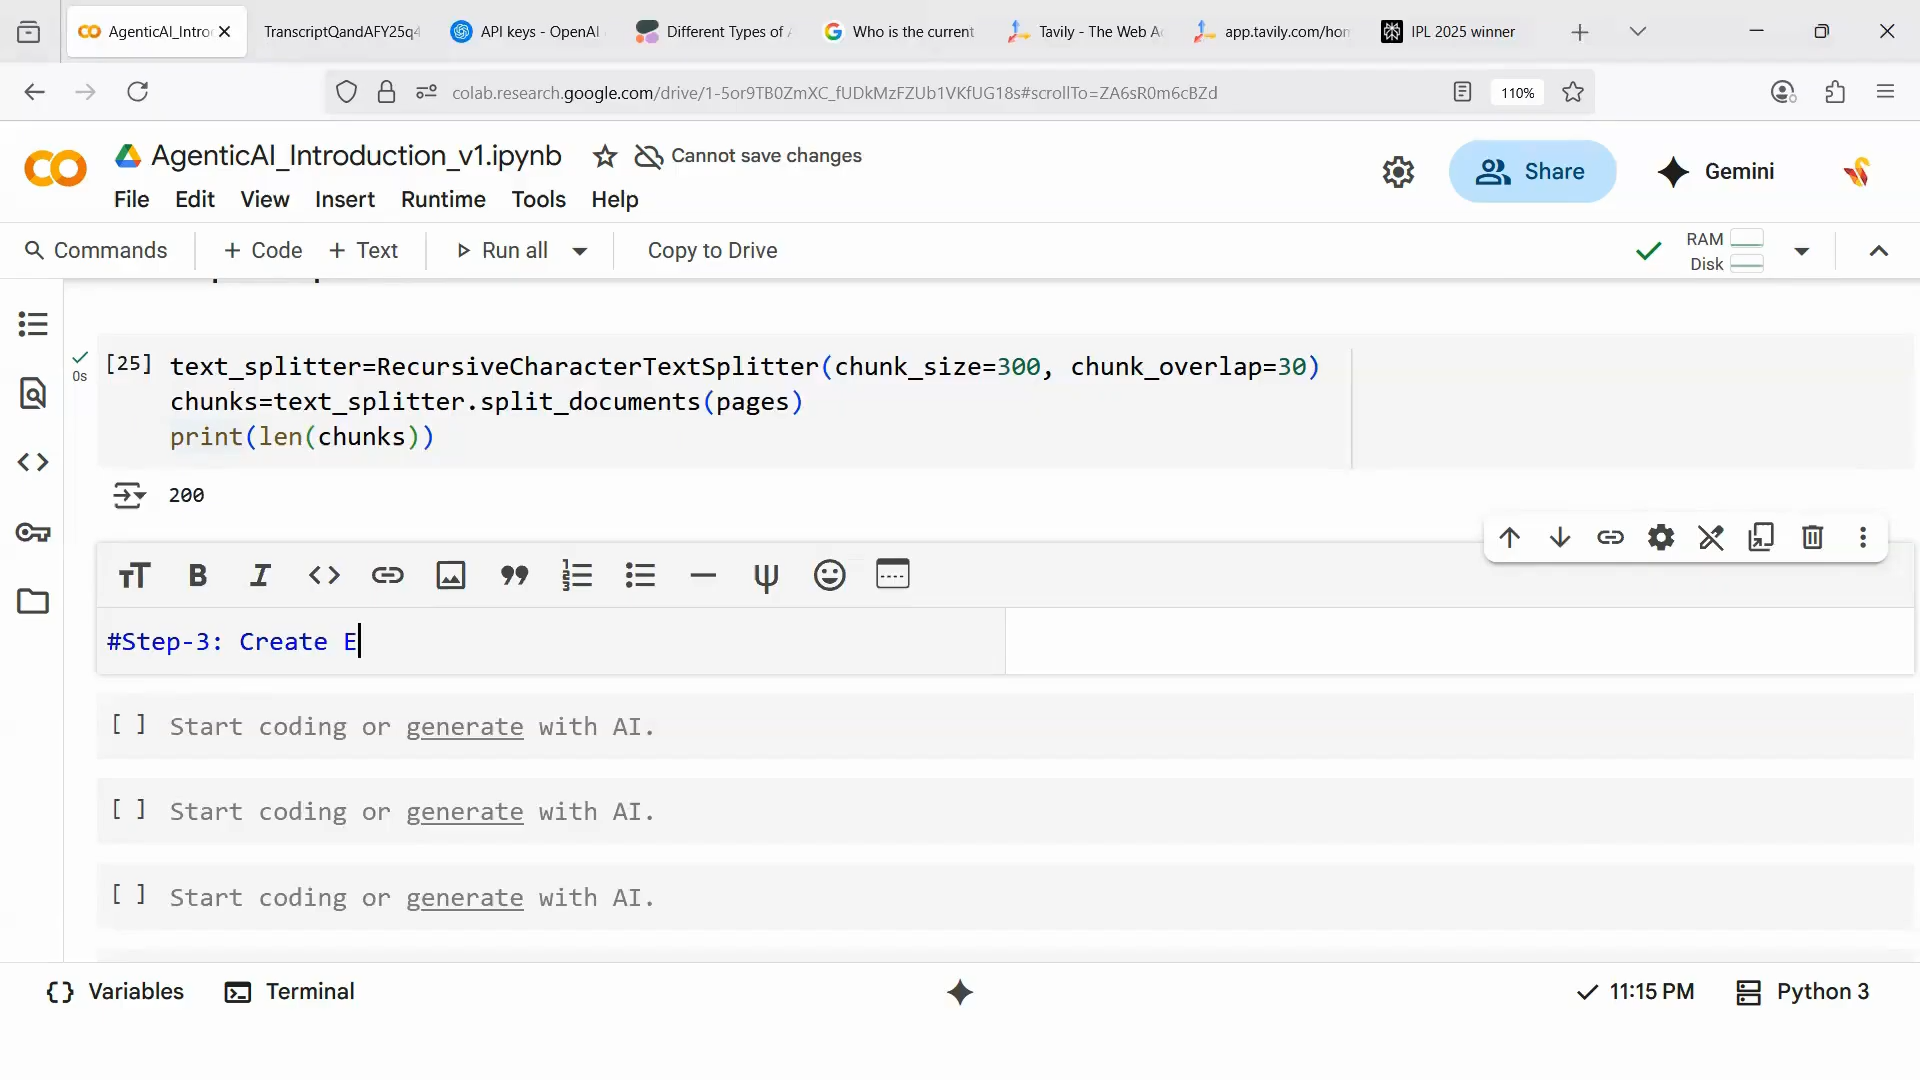 AgenticAI_Intro
TranscriptQandAFY25q4
API keys - OpenAI
Different Types of
Who is the current
Tavily - The Web A
app.tavily.com/hom
IPL 2025 winner
colab.research.google.com/drive/1-5or9TB0ZmXC_fUDkMzFZUb1VKfUG18s#scrollTo=ZA6sR0m6cBZd
110%
AgenticAI_Introduction_v1.ipynb
Cannot save changes
Share
Gemini
File Edit View Insert Runtime Tools Help
Commands + Code + Text Run all Copy to Drive
RAM
Disk
[25] text_splitter=RecursiveCharacterTextSplitter(chunk_size=300, chunk_overlap=30)
0s
chunks=text_splitter.split_documents(pages)
print(len(chunks))
200
#Step-3: Create E
[ ] Start coding or generate with AI.
[ ] Start coding or generate with AI.
[ ] Start coding or generate with AI.
Variables Terminal 11:15 PM Python 3